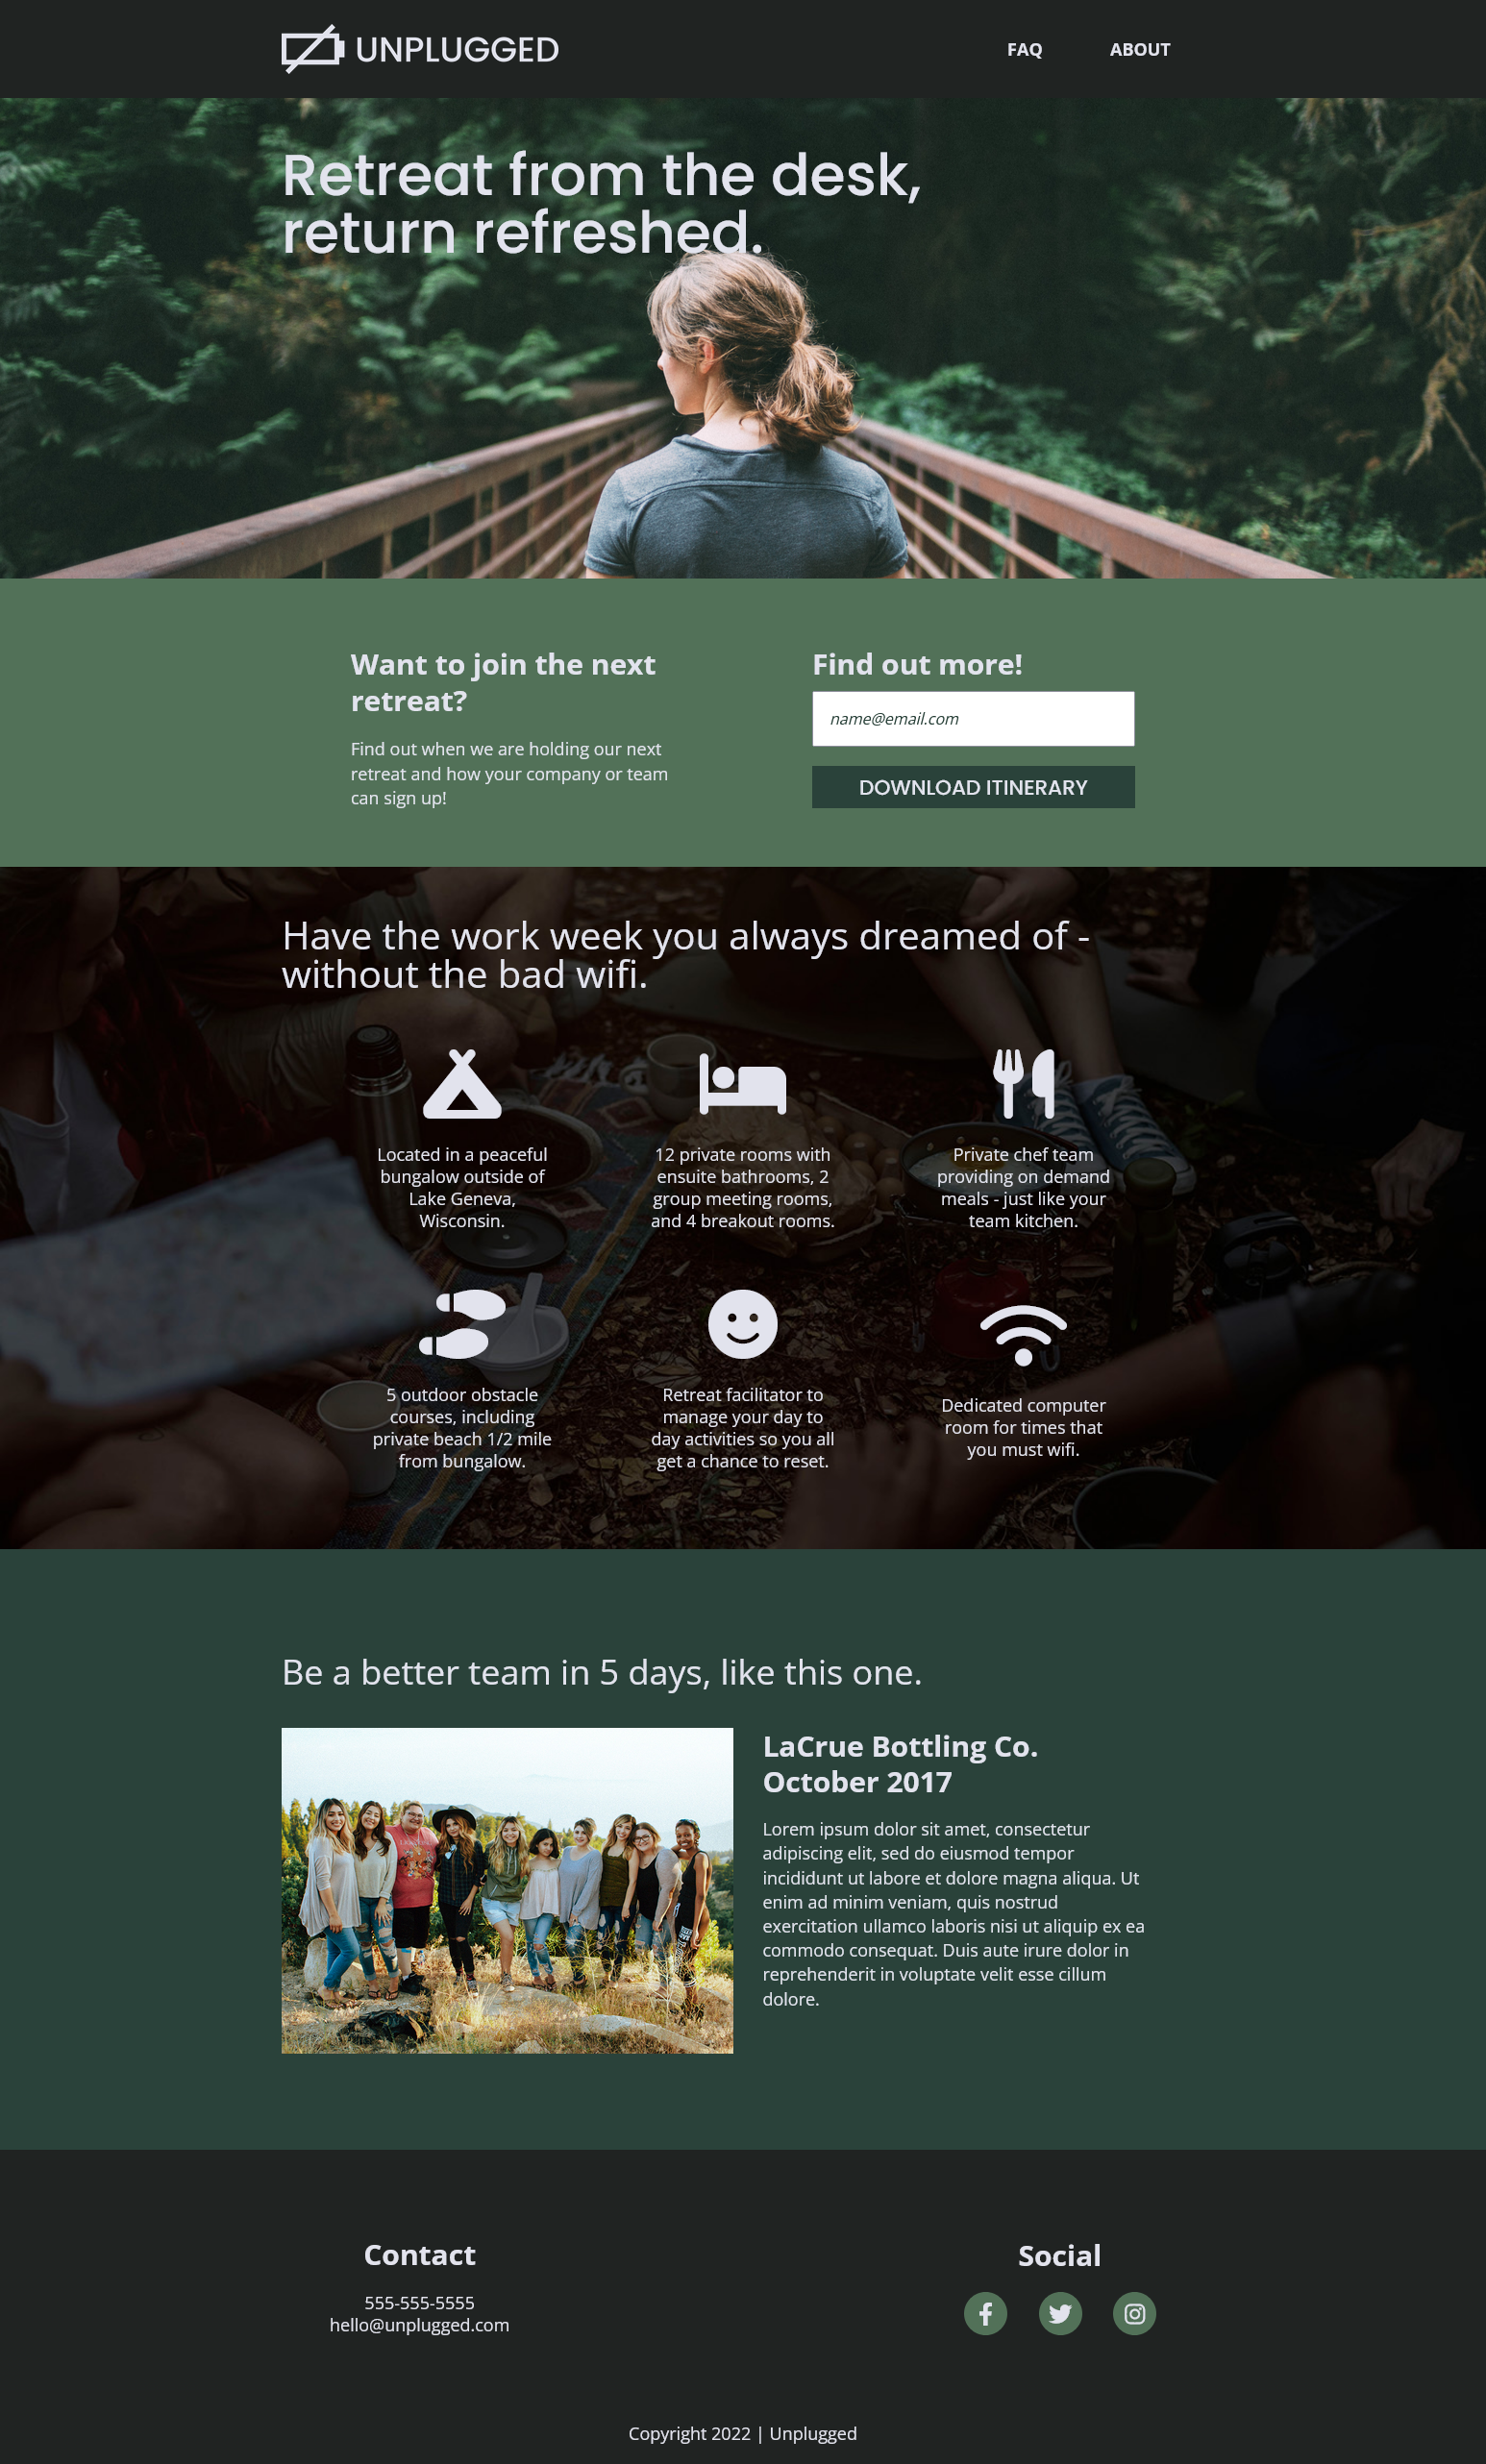 UNPLUGGED
FAQ
ABOUT
Retreat from the desk,
return refreshed.
Want to join the next
retreat?
Find out when we are holding our next
retreat and how your company or team
can sign up!
Find out more!
name@email.com
DOWNLOAD ITINERARY
Have the work week you always dreamed of -
without the bad wifi.
Located in a peaceful
bungalow outside of
Lake Geneva,
Wisconsin.
12 private rooms with
ensuite bathrooms, 2
group meeting rooms,
and 4 breakout rooms.
Private chef team
providing on demand
meals - just like your
team kitchen.
5 outdoor obstacle
courses, including
private beach 1/2 mile
from bungalow.
Retreat facilitator to
manage your day to
day activities so you all
get a chance to reset.
Dedicated computer
room for times that
you must wifi.
Be a better team in 5 days, like this one.
LaCrue Bottling Co.
October 2017
Lorem ipsum dolor sit amet, consectetur
adipiscing elit, sed do eiusmod tempor
incididunt ut labore et dolore magna aliqua. Ut
enim ad minim veniam, quis nostrud
exercitation ullamco laboris nisi ut aliquip ex ea
commodo consequat. Duis aute irure dolor in
reprehenderit in voluptate velit esse cillum
dolore.
Contact
555-555-5555
hello@unplugged.com
Social
Copyright 2022 | Unplugged